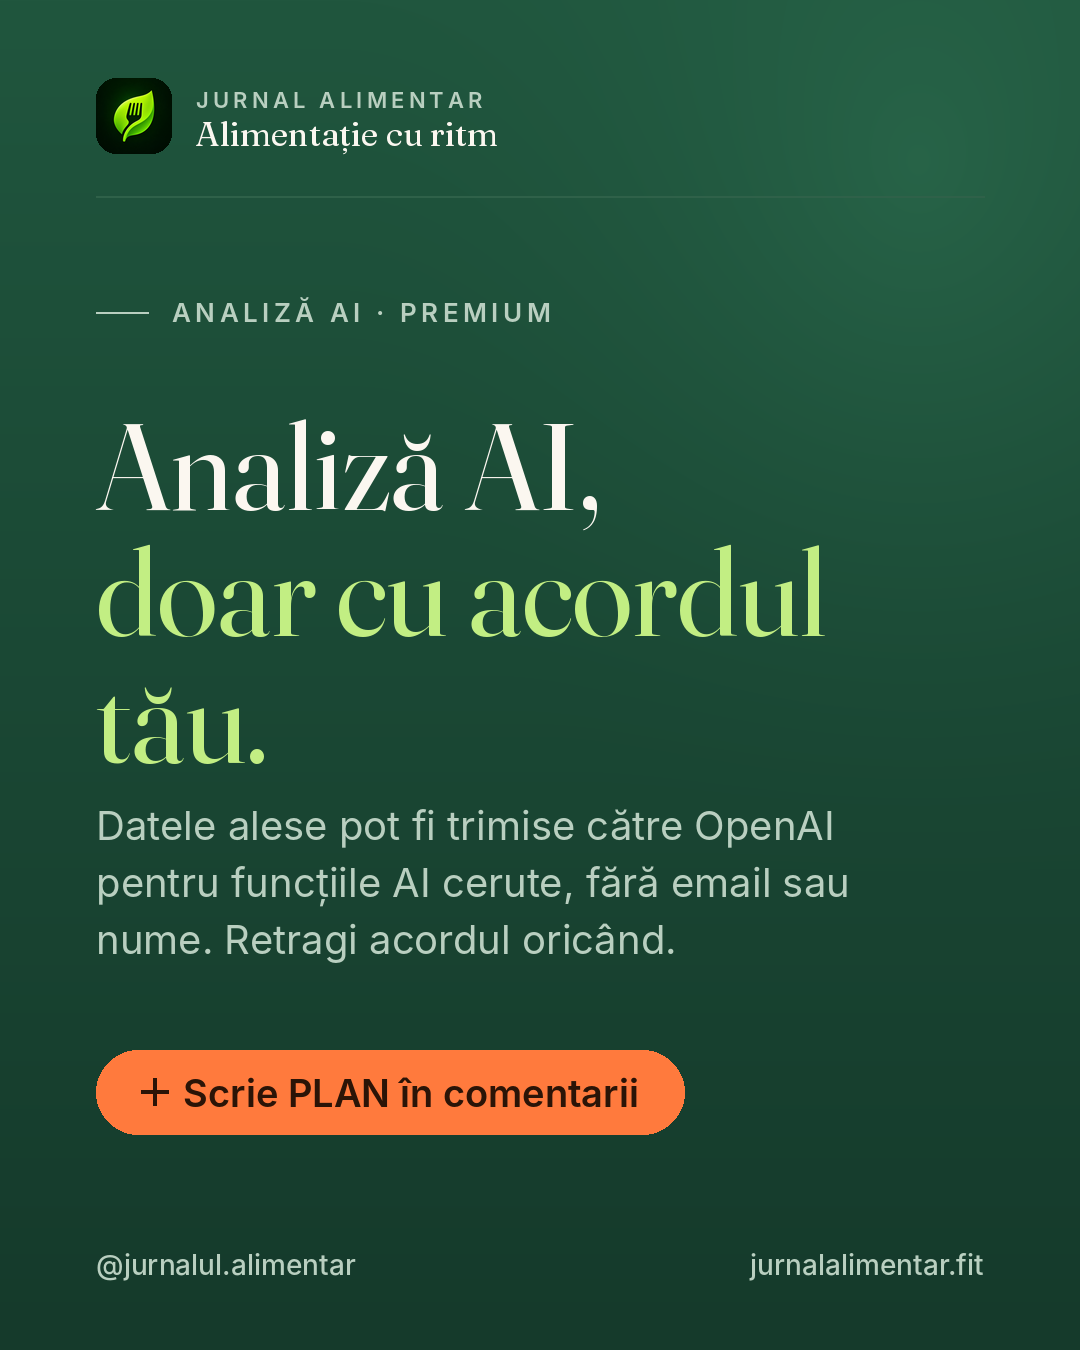 JURNAL ALIMENTAR
Alimentație cu ritm
ANALIZĂ AI · PREMIUM
Analiză AI,
doar cu acordul
tău.
Datele alese pot fi trimise către OpenAI
pentru funcțiile AI cerute, fără email sau
nume. Retragi acordul oricând.
+ Scrie PLAN în comentarii
@jurnalul.alimentar
jurnalalimentar.fit